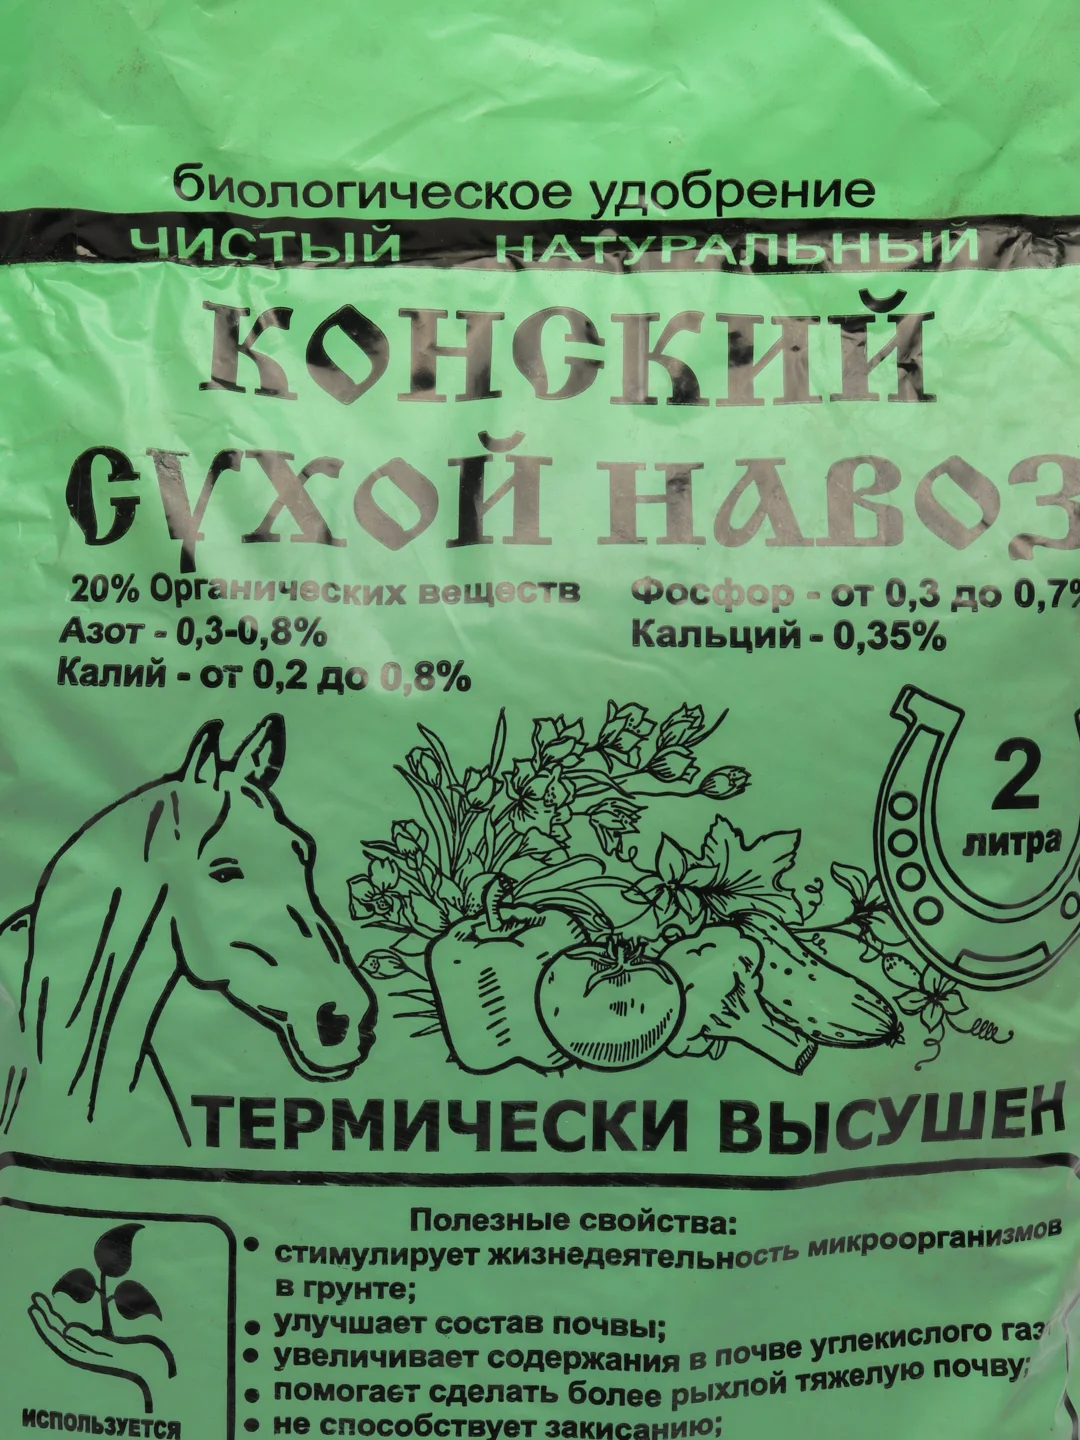 биологическое удобрение
ЧИСТЫЙ НАТУРАЛЬНЫЙ
КОНСКИЙ
СУХОЙ НАВОЗ
20% Органических веществ
Фосфор - от 0,3 до 0,7%
Азот - 0,3-0,8%
Кальций - 0,35%
Калий - от 0,2 до 0,8%
2
литра
ТЕРМИЧЕСКИ ВЫСУШЕН
Полезные свойства:
• стимулирует жизнедеятельность микроорганизмов
в грунте;
• улучшает состав почвы;
• увеличивает содержания в почве углекислого газ
• помогает сделать более рыхлой тяжелую почву;
• не способствует закисанию;
ИСПОЛЬЗУЕТСЯ